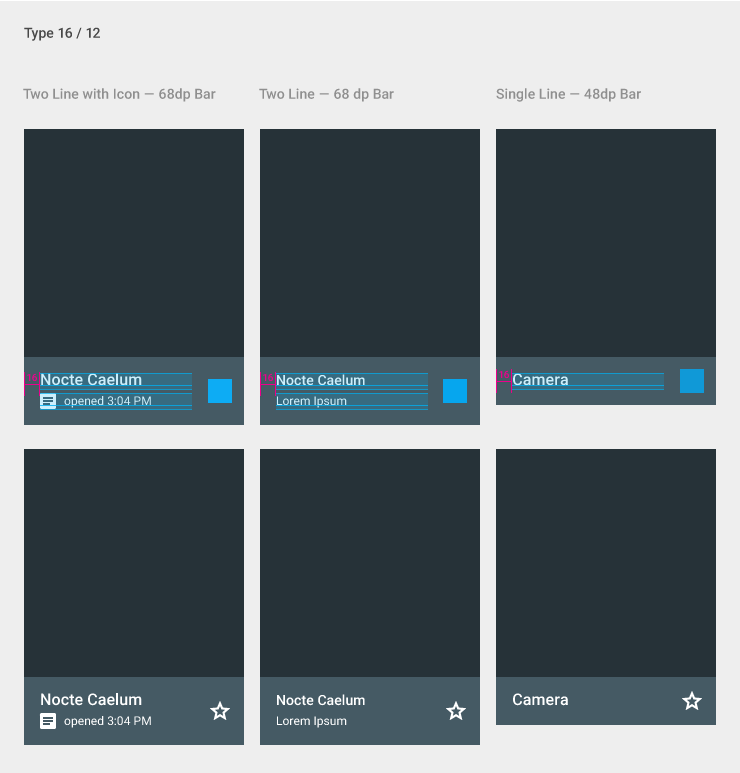 Type 16 / 12
Two Line with Icon — 68dp Bar
Two Line — 68 dp Bar
Single Line — 48dp Bar
Nocte Caelum
opened 3:04 PM
Nocte Caelum
Lorem Ipsum
Camera
Nocte Caelum
opened 3:04 PM
Nocte Caelum
Lorem Ipsum
Camera